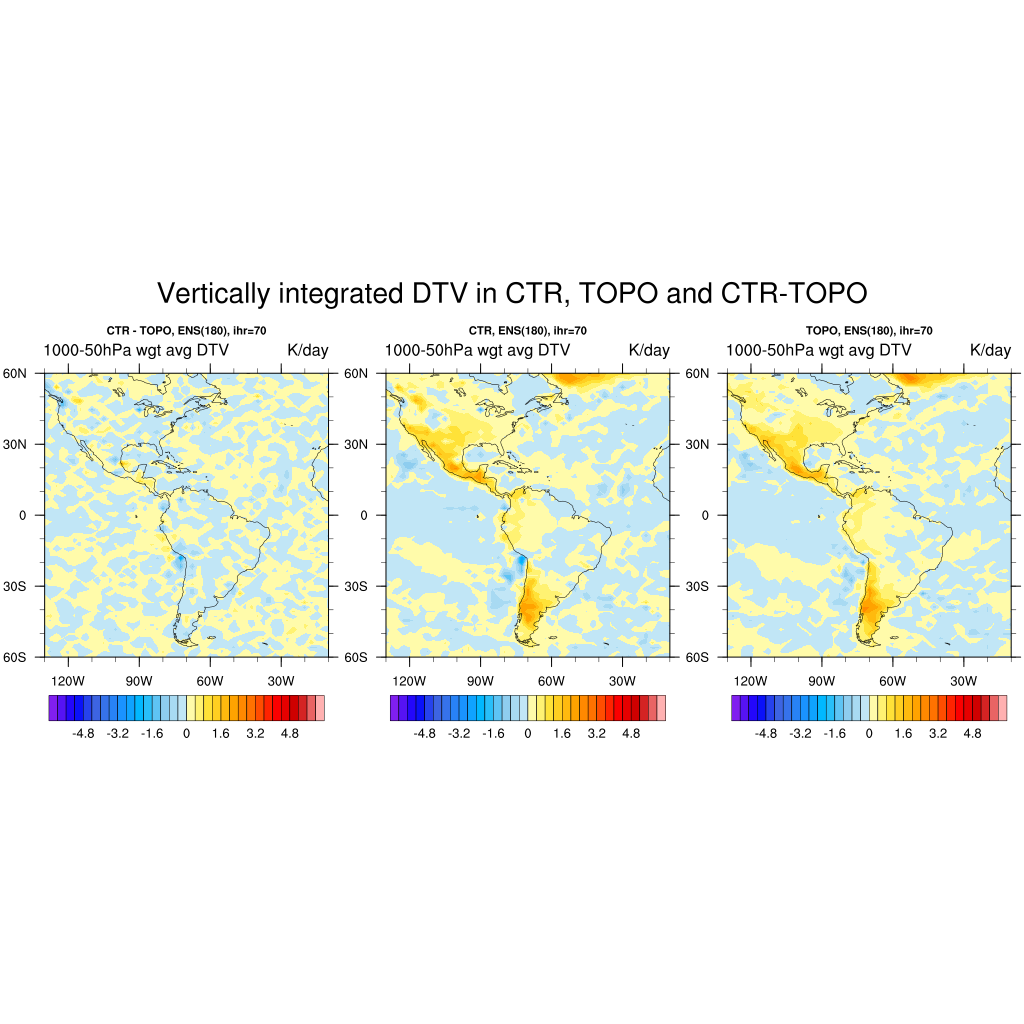 Vertically integrated DTV in CTR, TOPO and CTR-TOPO
CTR - TOPO, ENS(180), ihr=70
1000-50hPa wgt avg DTV K/day
60N
30N
0
30S
60S
120W 90W 60W 30W
-4.8 -3.2 -1.6 0 1.6 3.2 4.8
CTR, ENS(180), ihr=70
1000-50hPa wgt avg DTV K/day
60N
30N
0
30S
60S
120W 90W 60W 30W
-4.8 -3.2 -1.6 0 1.6 3.2 4.8
TOPO, ENS(180), ihr=70
1000-50hPa wgt avg DTV K/day
60N
30N
0
30S
60S
120W 90W 60W 30W
-4.8 -3.2 -1.6 0 1.6 3.2 4.8